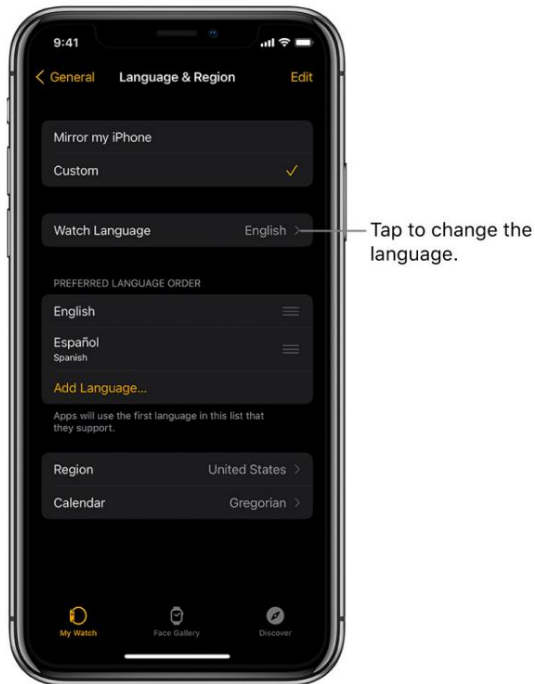 9:41
General Language & Region Edit
Mirror my iPhone
Custom
Watch Language English
Tap to change the
language.
PREFERRED LANGUAGE ORDER
English
Español
Spanish
Add Language...
Apps will use the first language in this list that
they support.
Region United States
Calendar Gregorian
My Watch Face Gallery Discover